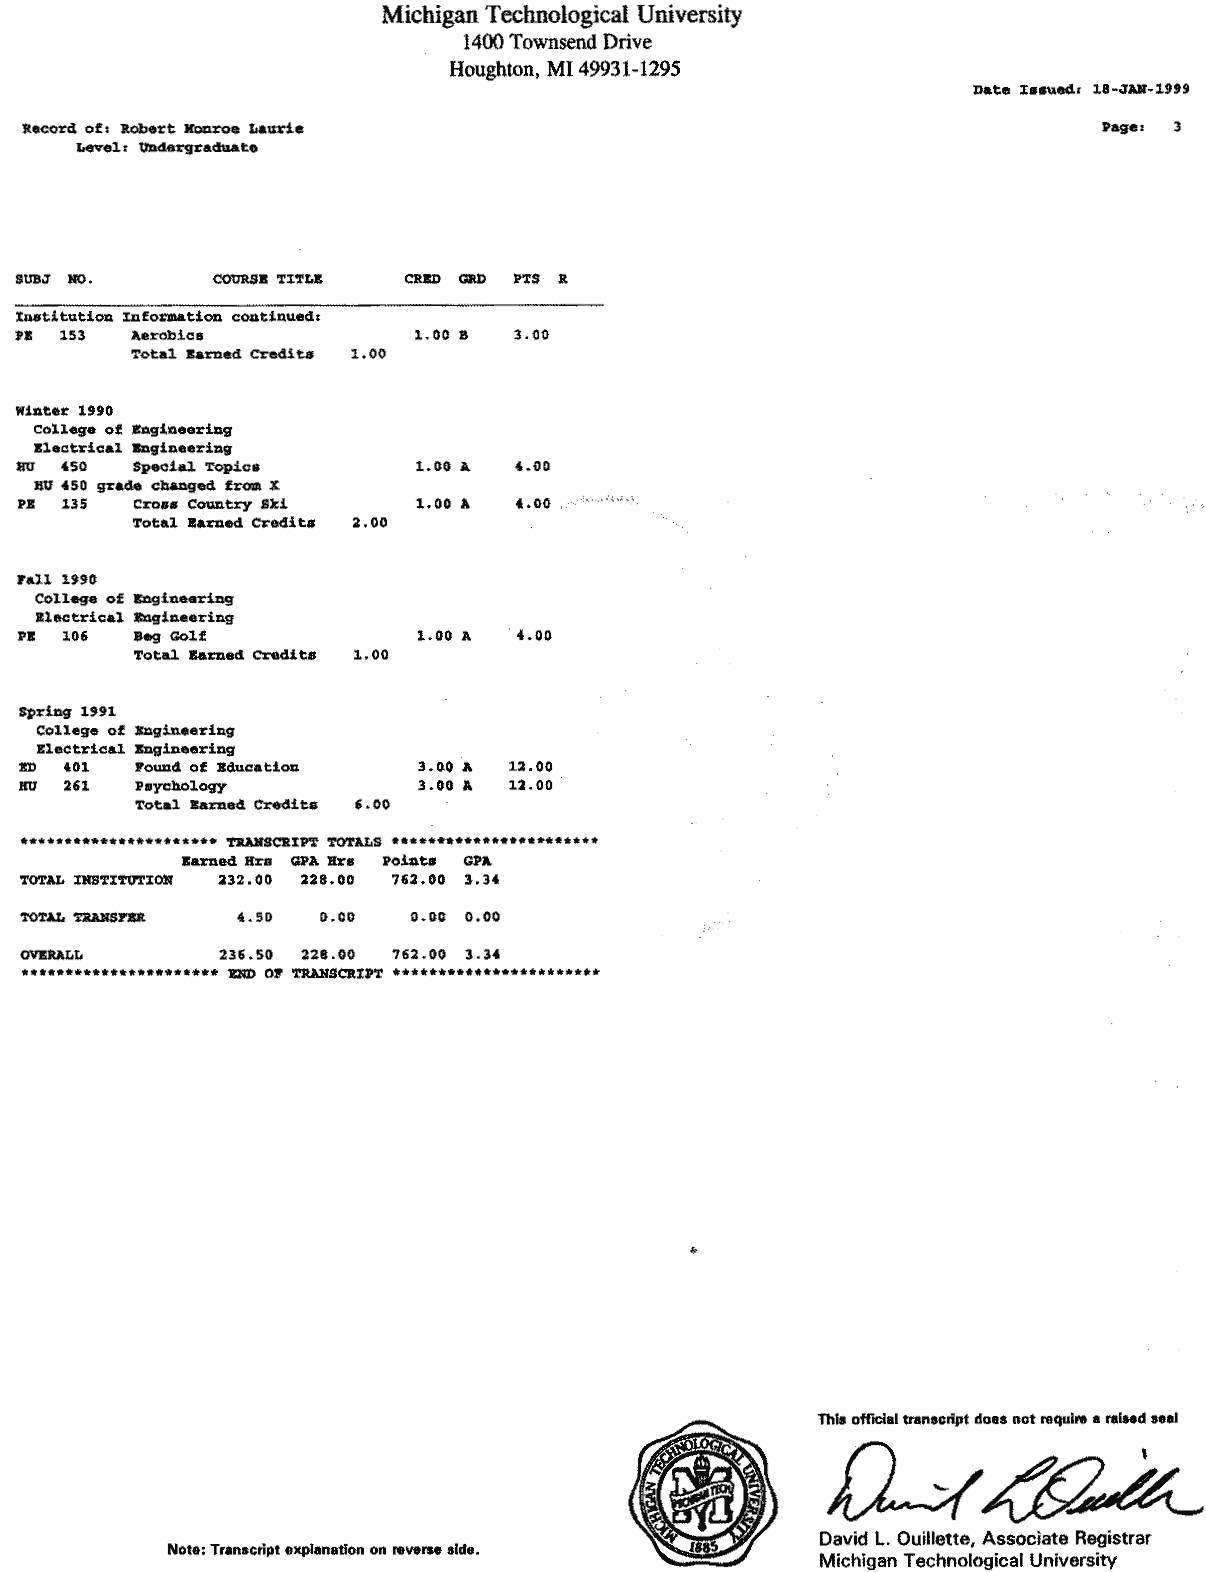 Michigan Technological University
1400 Townsend Drive
Houghton, MI 49931-1295
Date Issued: 18-JAN-1999
Record of: Robert Monroe Laurie
Page: 3
Level: Undergraduate
SUBJ NO. COURSE TITLE CRED GRD PTS R
Institution Information continued:
PE 153 Aerobics 1.00 B 3.00
Total Earned Credits 1.00
Winter 1990
College of Engineering
Electrical Engineering
HU 450 Special Topics 1.00 A 4.00
HU 450 grade changed from X
PE 135 Cross Country Ski 1.00 A 4.00
Total Earned Credits 2.00
Fall 1990
College of Engineering
Electrical Engineering
PE 106 Beg Golf 1.00 A 4.00
Total Earned Credits 1.00
Spring 1991
College of Engineering
Electrical Engineering
ED 401 Found of Education 3.00 A 12.00
HU 261 Psychology 3.00 A 12.00
Total Earned Credits 6.00
********************** TRANSCRIPT TOTALS ***********************
Earned Hrs GPA Hrs Points GPA
TOTAL INSTITUTION 232.00 228.00 762.00 3.34
TOTAL TRANSFER 4.50 0.00 0.00 0.00
OVERALL 236.50 228.00 762.00 3.34
********************** END OF TRANSCRIPT ***********************
This official transcript does not require a raised seal
MICHIGAN TECHNOLOGICAL UNIVERSITY
MICHIGAN TECH
1885
David L Ouillette
David L. Ouillette, Associate Registrar
Michigan Technological University
Note: Transcript explanation on reverse side.